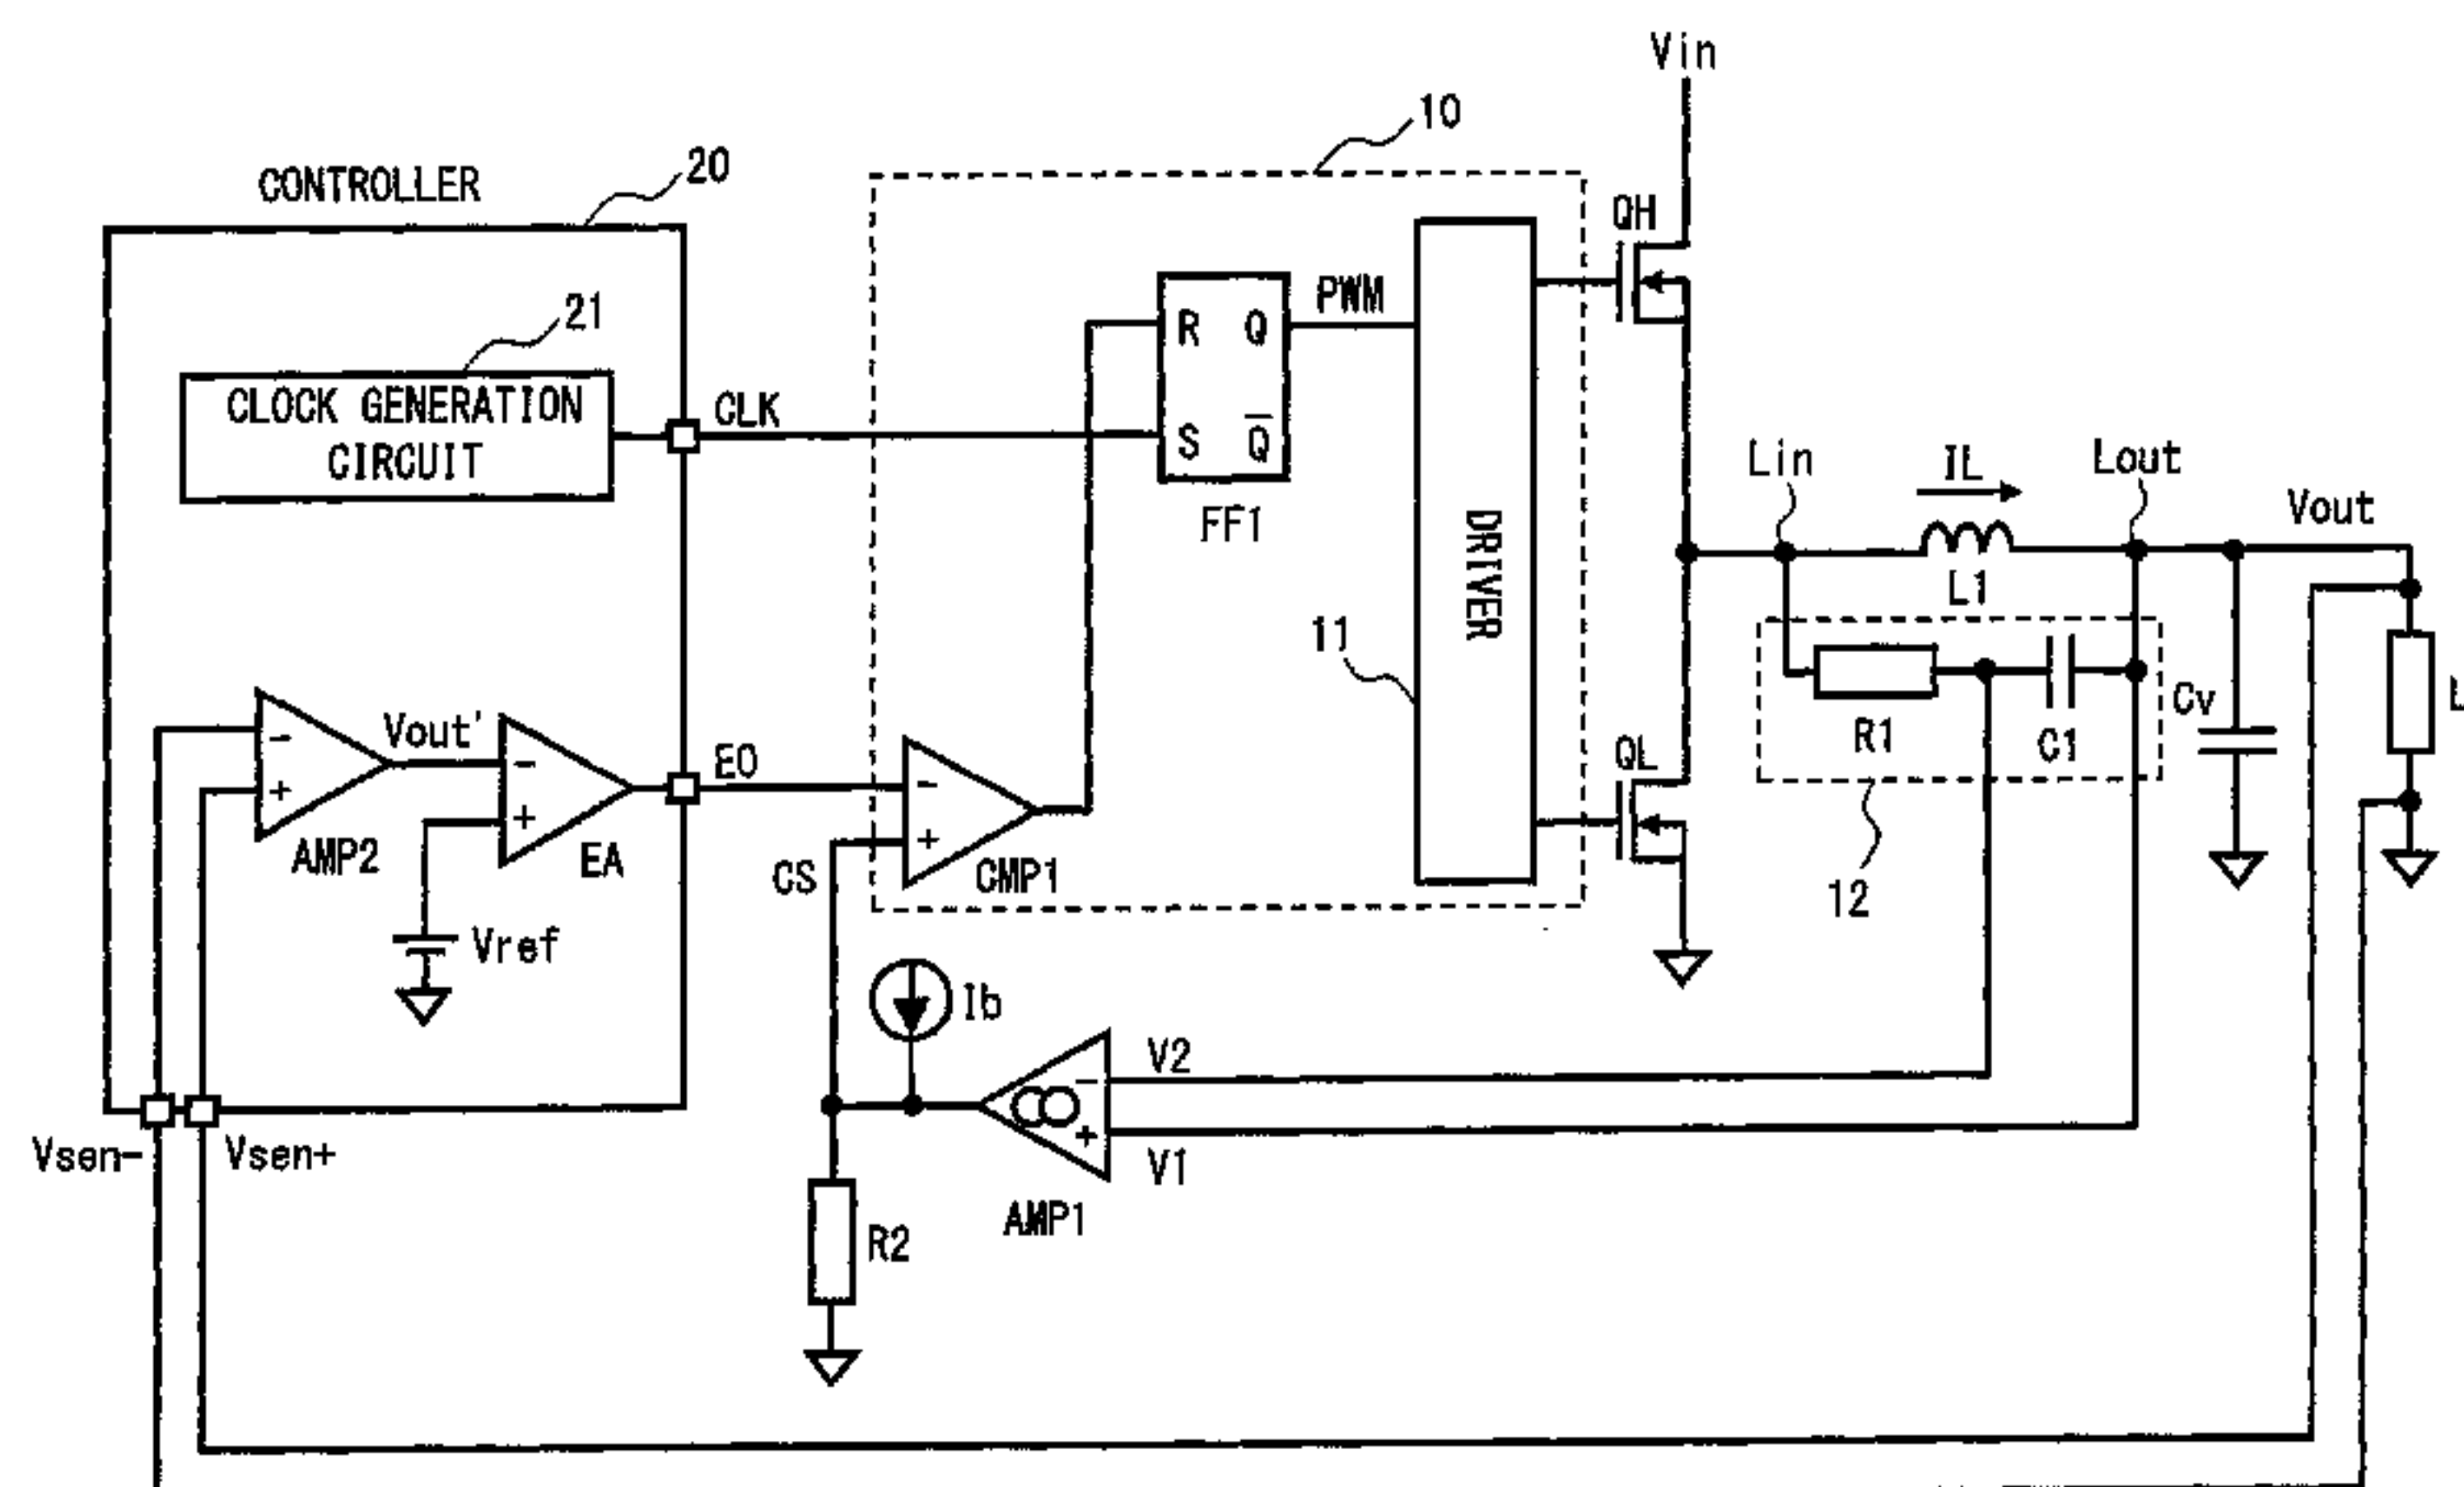 Vin
10
20
CONTROLLER
QH
21
PWM
R Q
CLOCK GENERATION
CIRCUIT
CLK
S Q̅
Lin
IL
Lout
Vout
FF1
DRIVER
L1
11
Cv
R1
C1
Vout'
-
-
EO
-
QL
+
+
+
AMP2
EA
CS
CMP1
12
Vref
Ib
V2
-
+
Vsen-
Vsen+
V1
AMP1
R2